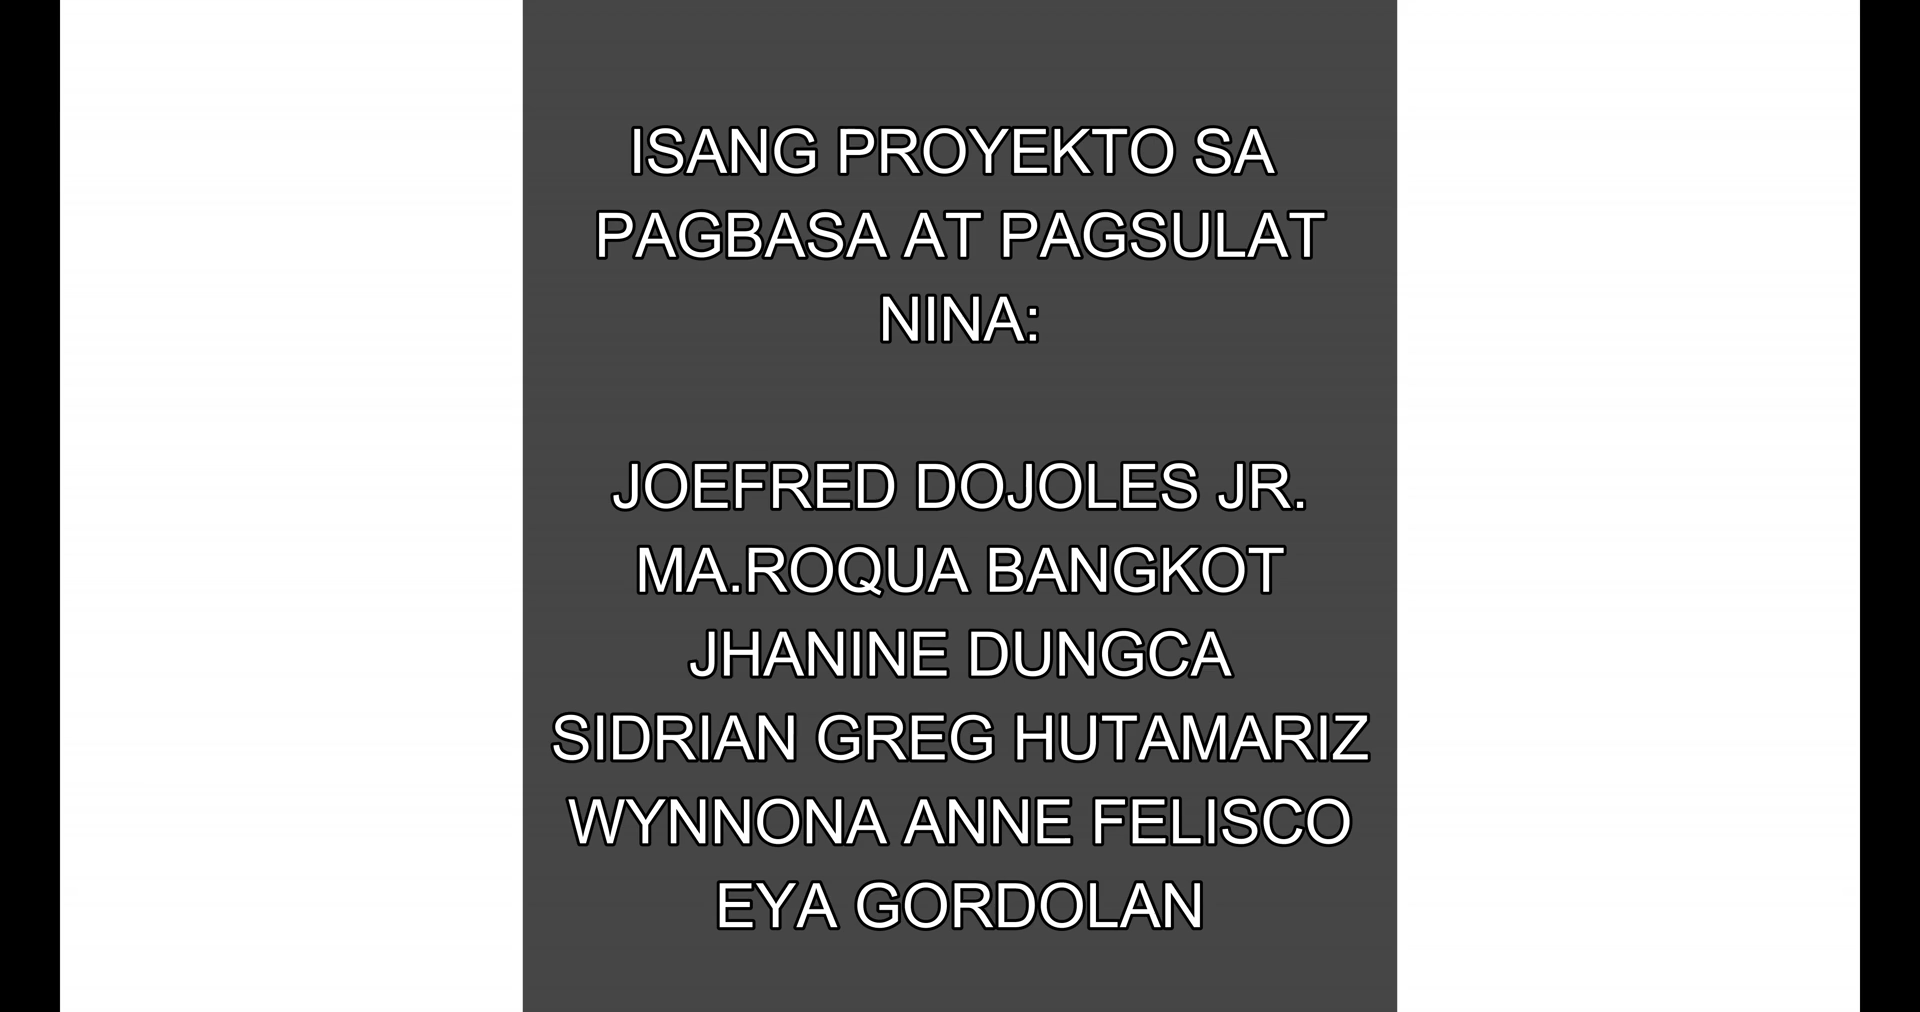 ISANG PROYEKTO SA
PAGBASA AT PAGSULAT
NINA:
JOEFRED DOJOLES JR.
MA.ROQUA BANGKOT
JHANINE DUNGCA
SIDRIAN GREG HUTAMARIZ
WYNNONA ANNE FELISCO
EYA GORDOLAN